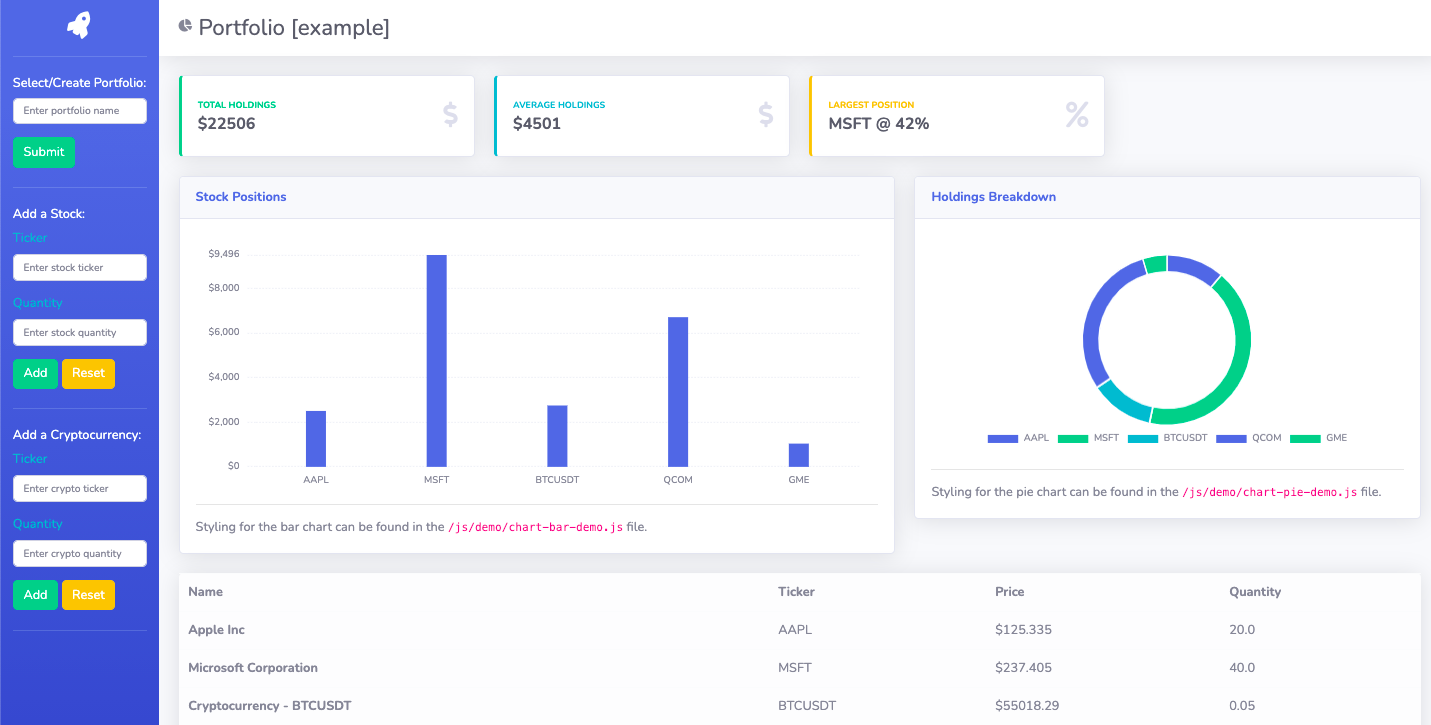 Select/Create Portfolio:
Enter portfolio name
Submit
Add a Stock:
Ticker
Enter stock ticker
Quantity
Enter stock quantity
Add Reset
Add a Cryptocurrency:
Ticker
Enter crypto ticker
Quantity
Enter crypto quantity
Add Reset
Portfolio [example]
TOTAL HOLDINGS
$22506
$
AVERAGE HOLDINGS
$4501
$
LARGEST POSITION
MSFT @ 42%
%
Stock Positions
$9,496
$8,000
$6,000
$4,000
$2,000
$0
AAPL MSFT BTCUSDT QCOM GME
Styling for the bar chart can be found in the /js/demo/chart-bar-demo.js file.
Holdings Breakdown
AAPL MSFT BTCUSDT QCOM GME
Styling for the pie chart can be found in the /js/demo/chart-pie-demo.js file.
Name Ticker Price Quantity
Apple Inc AAPL $125.335 20.0
Microsoft Corporation MSFT $237.405 40.0
Cryptocurrency - BTCUSDT BTCUSDT $55018.29 0.05